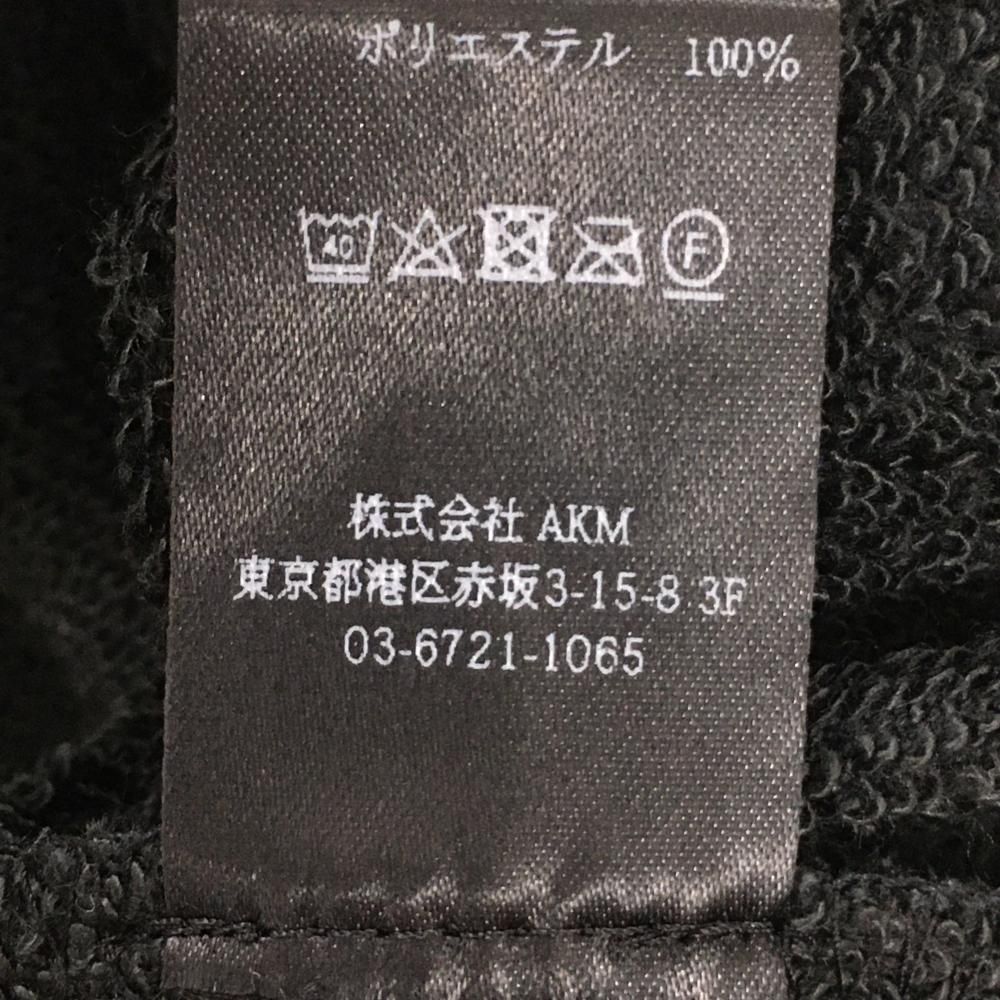 ポリエステル 100%
40 F
株式会社 AKM
東京都港区赤坂3-15-8 3F
03-6721-1065